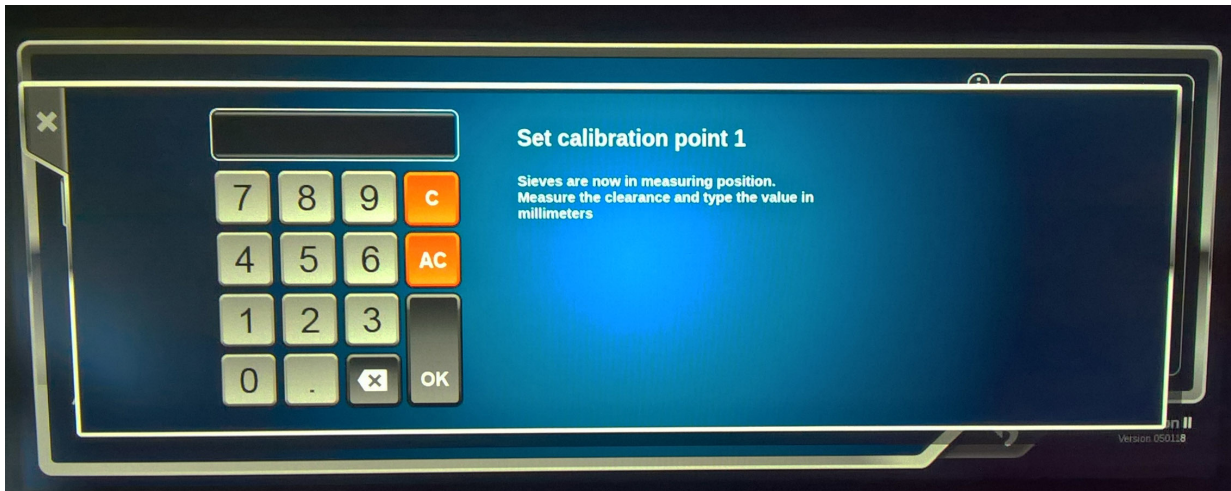 Set calibration point 1
Sieves are now in measuring position.
Measure the clearance and type the value in
millimeters
7 8 9 C
4 5 6 AC
1 2 3
0 . OK
II
Version 050118